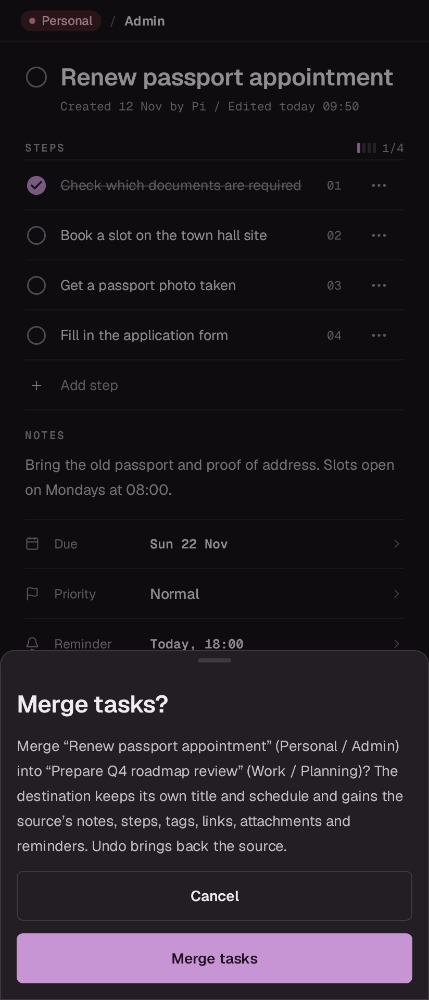 Personal / Admin
Renew passport appointment
Created 12 Nov by Pi / Edited today 09:50
STEPS 1/4
Check which documents are required 01
Book a slot on the town hall site 02
Get a passport photo taken 03
Fill in the application form 04
Add step
NOTES
Bring the old passport and proof of address. Slots open
on Mondays at 08:00.
Due Sun 22 Nov
Priority Normal
Reminder Today, 18:00
Merge tasks?
Merge “Renew passport appointment” (Personal / Admin)
into “Prepare Q4 roadmap review” (Work / Planning)? The
destination keeps its own title and schedule and gains the
source’s notes, steps, tags, links, attachments and
reminders. Undo brings back the source.
Cancel
Merge tasks